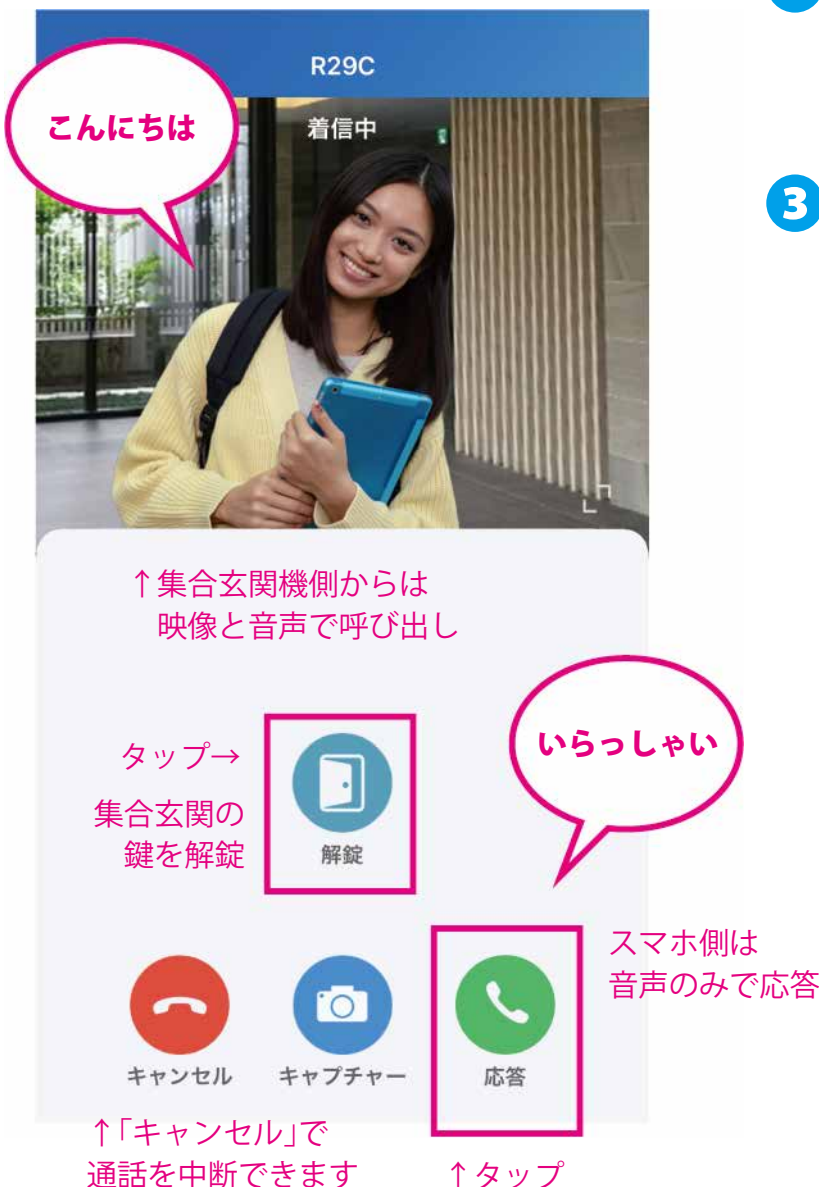 R29C
こんにちは
着信中
3
↑集合玄関機側からは
映像と音声で呼び出し
いらっしゃい
タップ→
集合玄関の
鍵を解錠
解錠
スマホ側は
音声のみで応答
キャンセル
キャプチャー
応答
↑「キャンセル」で
通話を中断できます
↑タップ